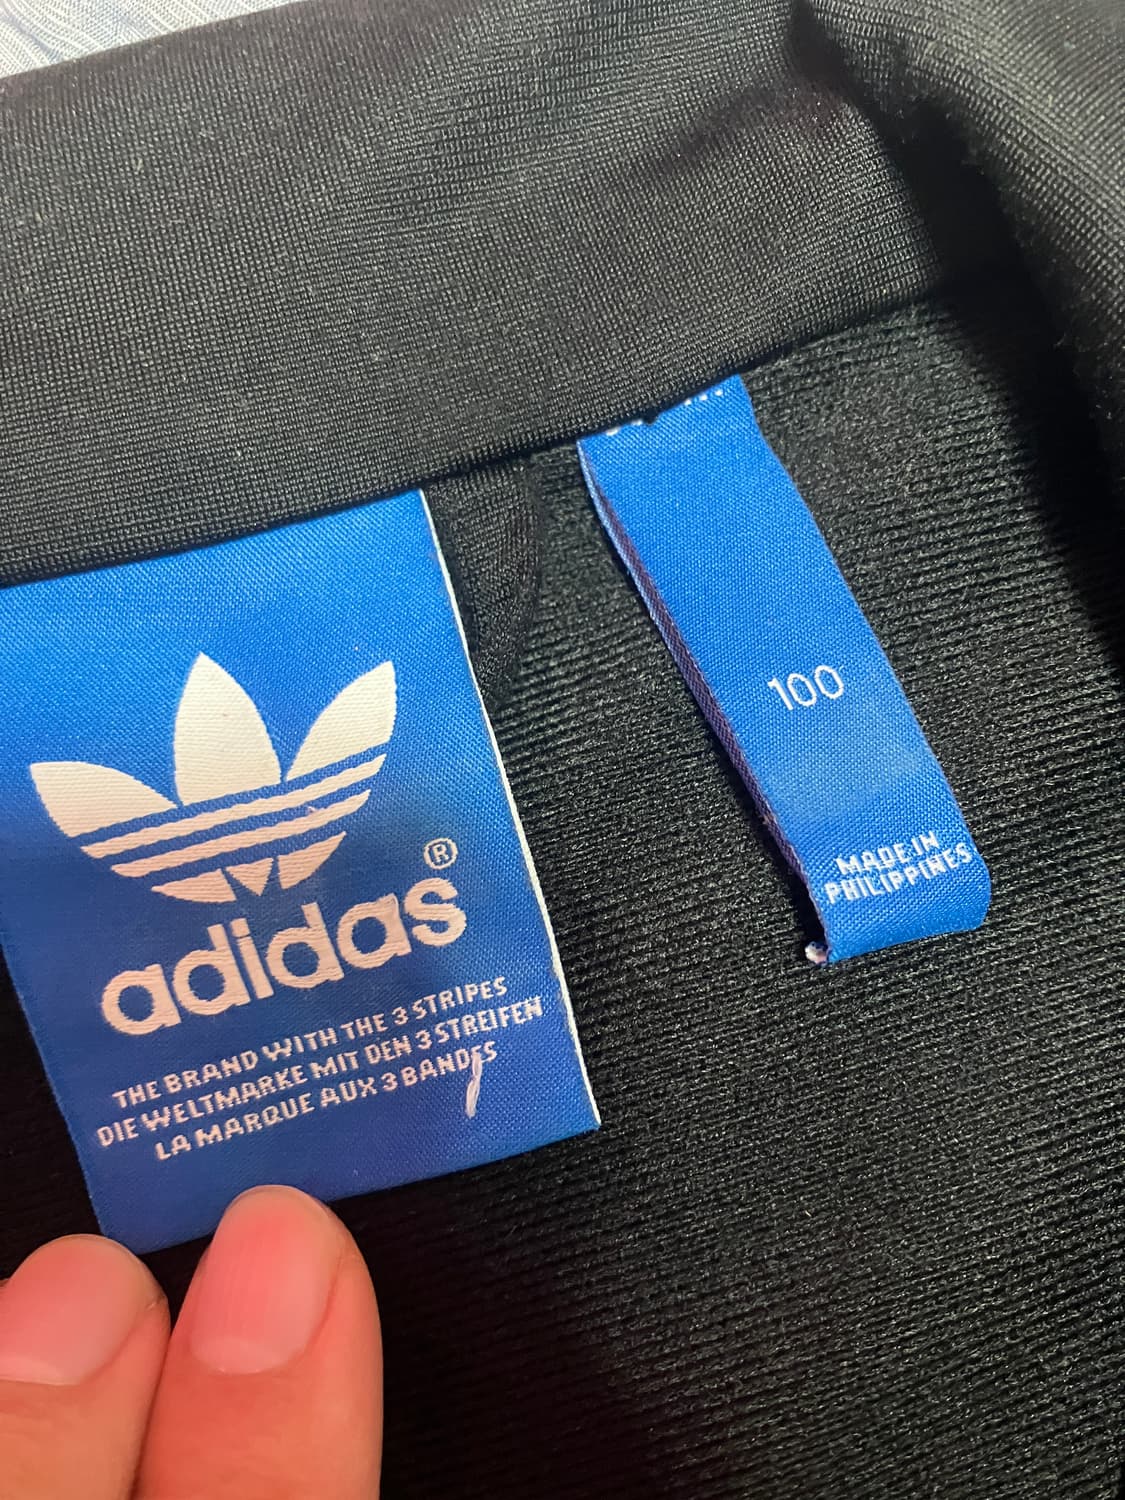 adidas®
THE BRAND WITH THE 3 STRIPES
DIE WELTMARKE MIT DEN 3 STREIFEN
LA MARQUE AUX 3 BANDES
100
MADE IN
PHILIPPINES